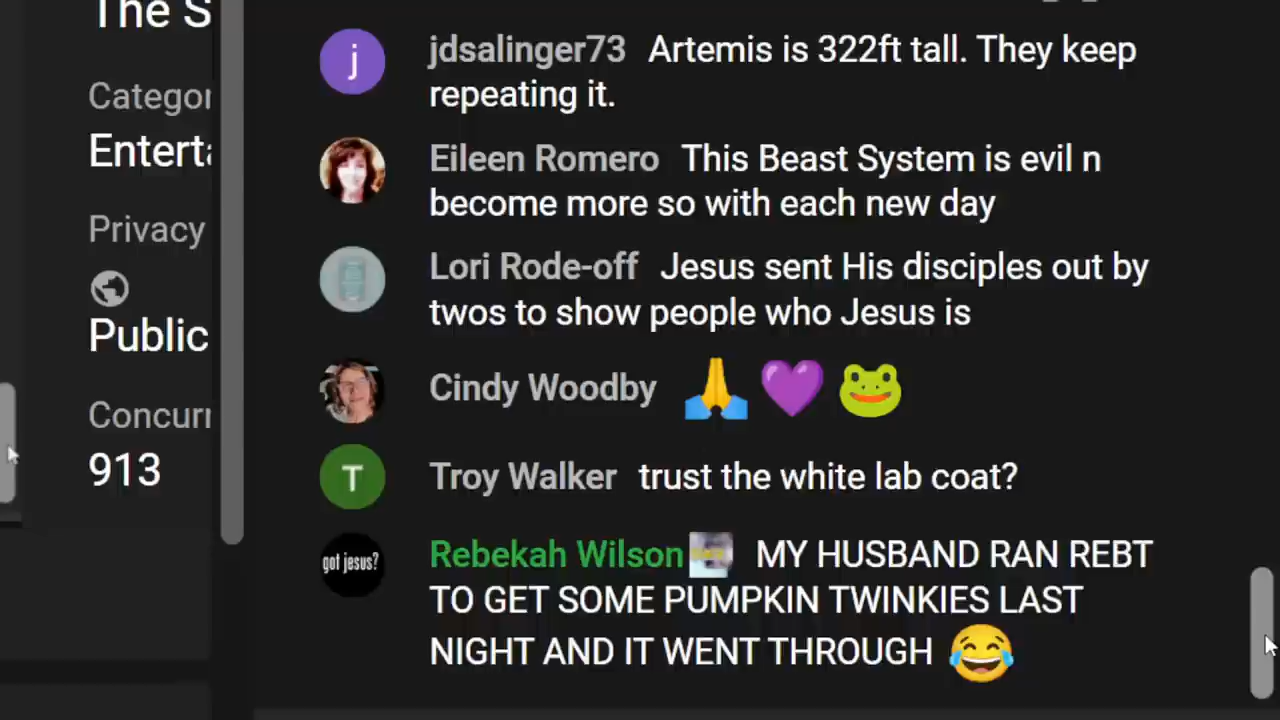 The S
Categor
Enterta
Privacy
Public
Concurr
913
j
jdsalinger73 Artemis is 322ft tall. They keep
repeating it.
Eileen Romero This Beast System is evil n
become more so with each new day
Lori Rode-off Jesus sent His disciples out by
twos to show people who Jesus is
Cindy Woodby 🙏 💜 🐸
T
Troy Walker trust the white lab coat?
got jesus?
Rebekah Wilson MY HUSBAND RAN REBT
TO GET SOME PUMPKIN TWINKIES LAST
NIGHT AND IT WENT THROUGH 😂